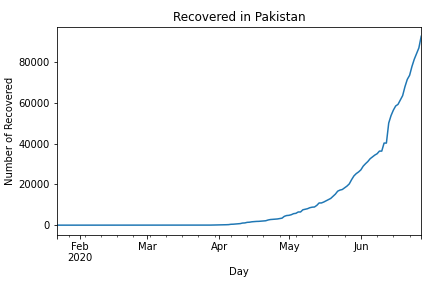 Recovered in Pakistan
Number of Recovered
80000
60000
40000
20000
0
Feb Mar Apr May Jun
2020
Day